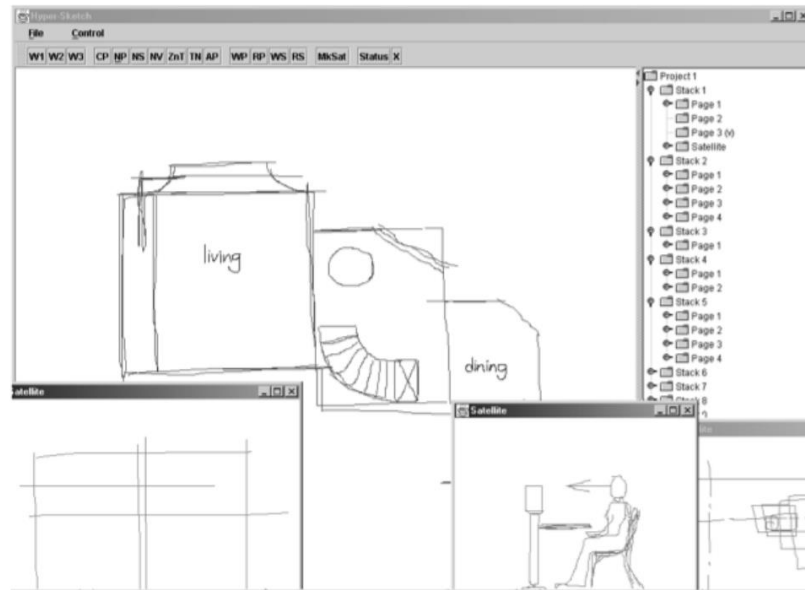 Hyper-Sketch
File Control
W1 W2 W3 CP NP NS NV ZnT TN AP WP RP WS RS MkSat Status X
Project 1
Stack 1
Page 1
Page 2
Page 3 (v)
Satellite
Stack 2
Page 1
Page 2
Page 3
Page 4
Stack 3
Page 1
Stack 4
Page 1
Page 2
Stack 5
Page 1
Page 2
Page 3
Page 4
Stack 6
Stack 7
Stack 8
living
dining
atellite
Satellite